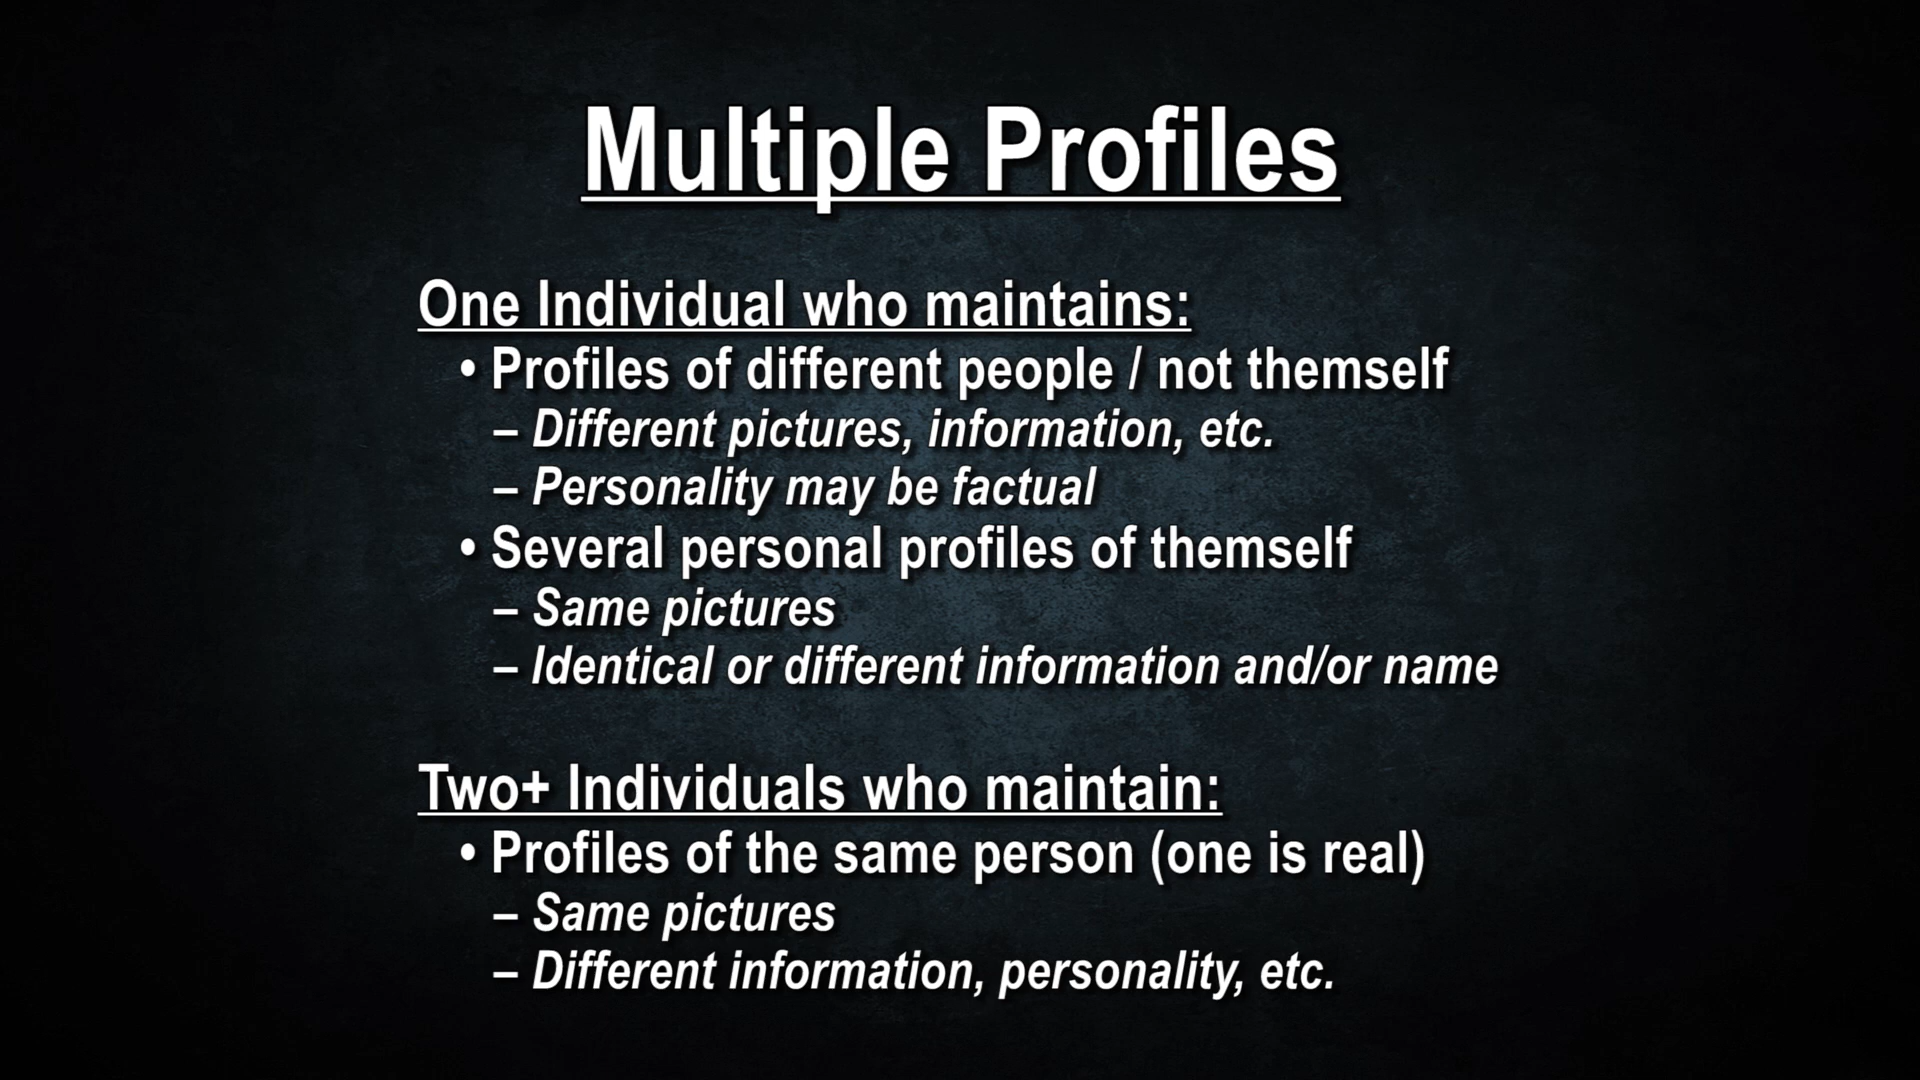 Multiple Profiles
One Individual who maintains:
• Profiles of different people / not themself
– Different pictures, information, etc.
– Personality may be factual
• Several personal profiles of themself
– Same pictures
– Identical or different information and/or name
Two+ Individuals who maintain:
• Profiles of the same person (one is real)
– Same pictures
– Different information, personality, etc.